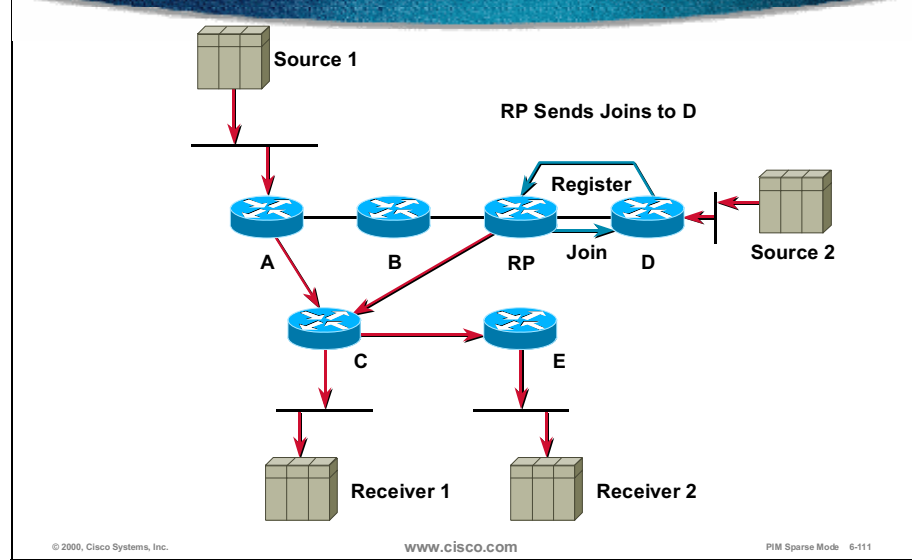 Source 1
RP Sends Joins to D
Register
Join
Source 2
A
B
RP
D
C
E
Receiver 1
Receiver 2
© 2000, Cisco Systems, Inc.
www.cisco.com
PIM Sparse Mode 6-111